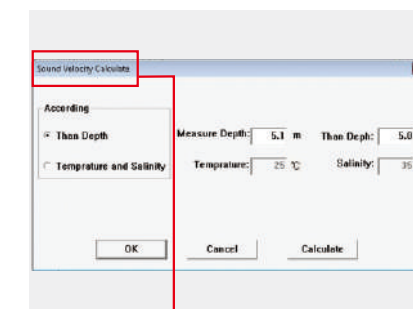 Sound Velocity Calculate
According
Than Depth
Measure Depth: 5.1 m Than Deph: 5.0
Temprature and Salinity
Temprature: 25 ℃ Salinity: 35
OK Cancel Calculate